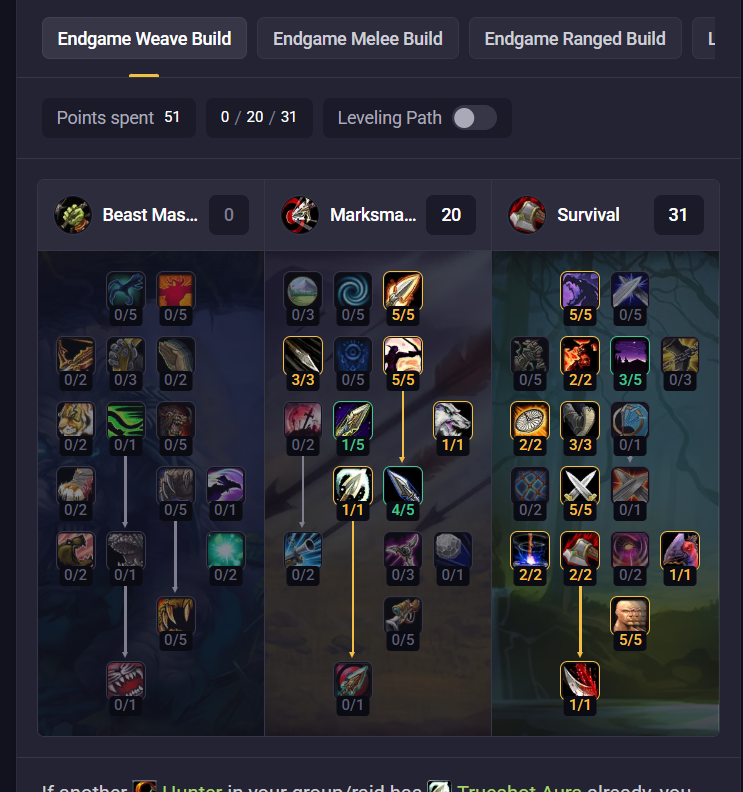 Endgame Weave Build Endgame Melee Build Endgame Ranged Build L
Points spent 51 0 / 20 / 31 Leveling Path
Beast Mas... 0 Marksma... 20 Survival 31
0/5 0/5 0/3 0/5 5/5 5/5 0/5
0/2 0/3 0/2 3/3 0/5 5/5 0/5 2/2 3/5 0/3
0/2 0/1 0/5 0/2 1/5 1/1 2/2 3/3 0/1
0/2 0/5 0/1 1/1 4/5 0/2 5/5 0/1
0/2 0/1 0/2 0/2 0/3 0/1 2/2 2/2 0/2 1/1
0/5 0/5 5/5
0/1 0/1 1/1
If another Hunter in your group/raid has Trueshot Aura already, you